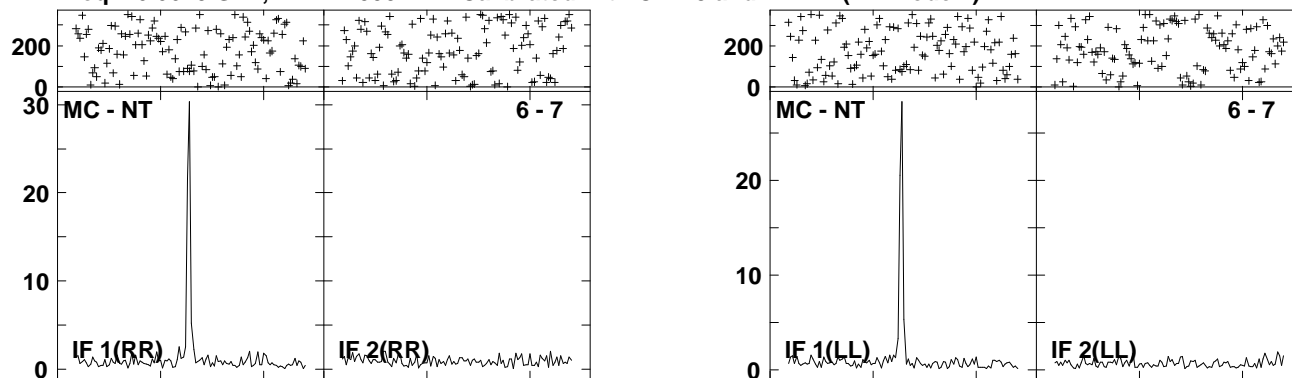 200 200
0 0
30 MC - NT 6 - 7 MC - NT 6 - 7
20 20
10 10
0 IF 1(RR) IF 2(RR) 0 IF 1(LL) IF 2(LL)